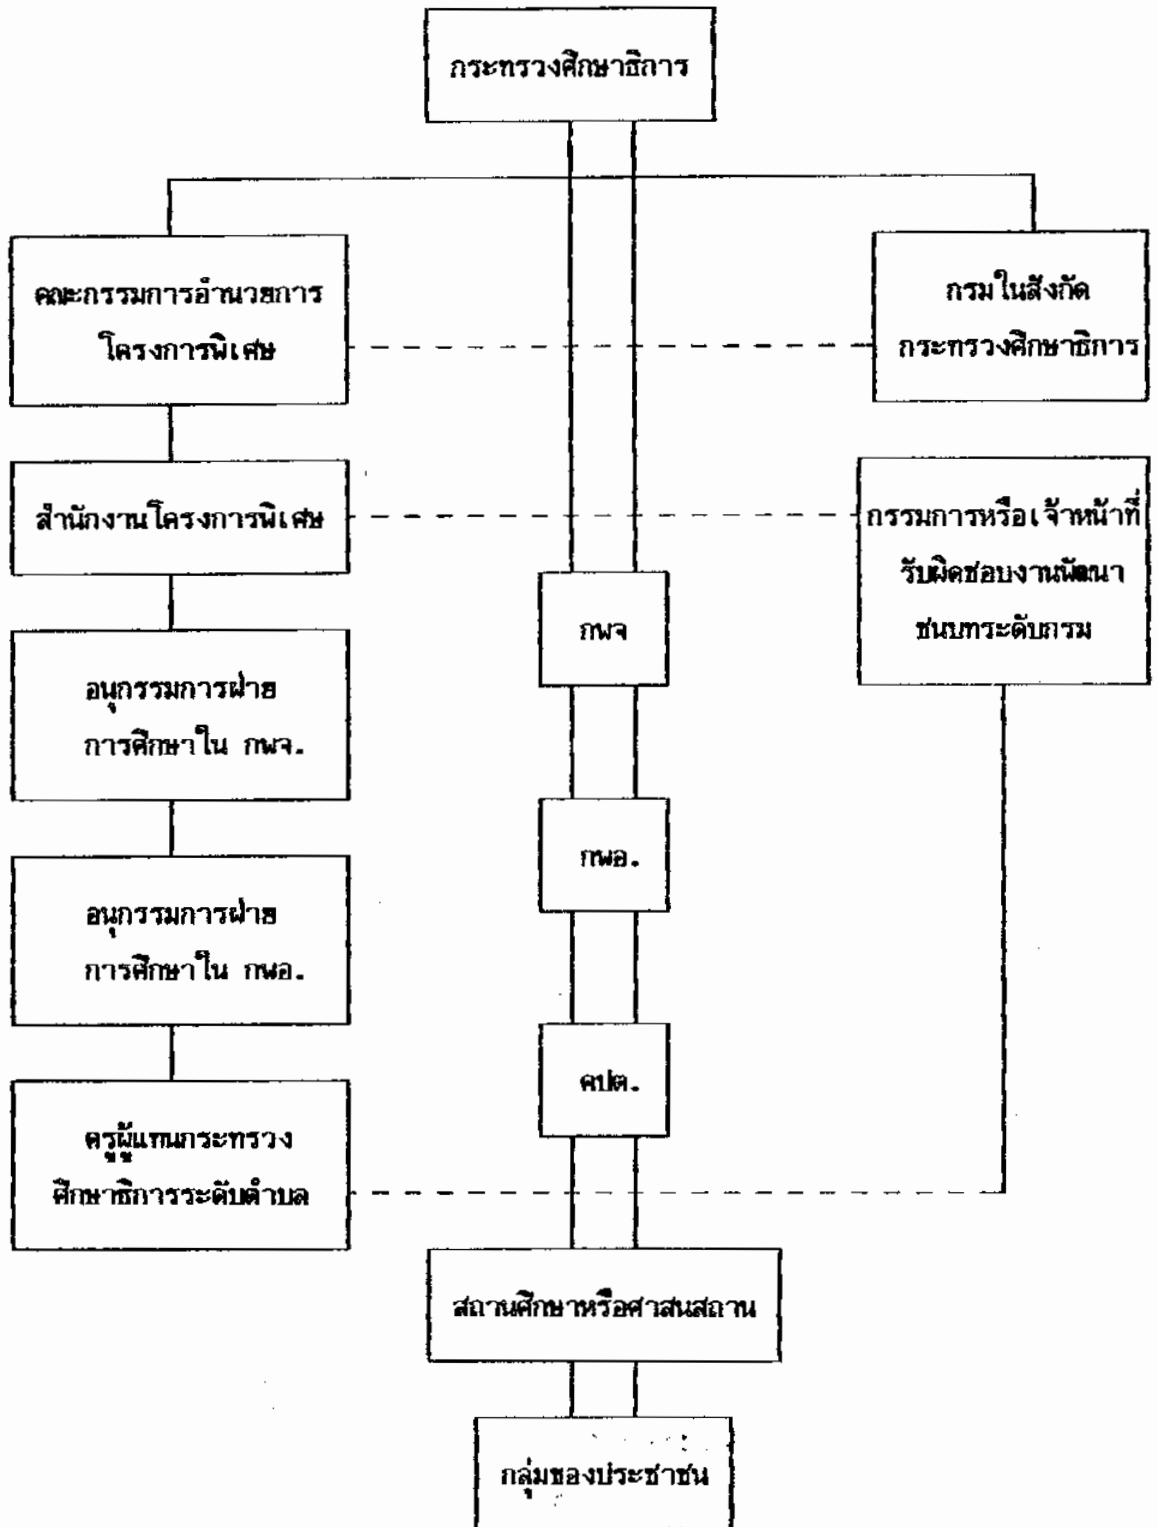 กระทรวงศึกษาธิการ
คณะกรรมการอำนวยการ
โครงการพิเศษ
กรมในสังกัด
กระทรวงศึกษาธิการ
สำนักงานโครงการพิเศษ
กรรมการหรือเจ้าหน้าที่
รับผิดชอบงานพัฒนา
ชนบทระดับกรม
กพจ
อนุกรรมการฝ่าย
การศึกษาใน กพจ.
กพอ.
อนุกรรมการฝ่าย
การศึกษาใน กพอ.
คปต.
ครูผู้แทนกระทรวง
ศึกษาธิการระดับตำบล
สถานศึกษาหรือศาสนสถาน
กลุ่มของประชาชน